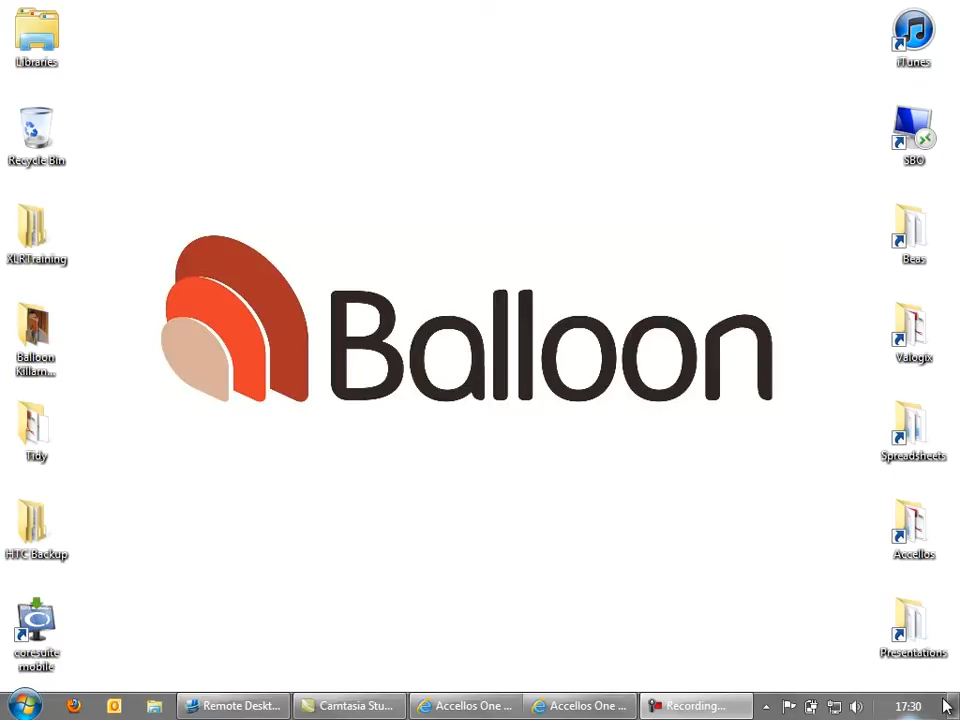 Libraries
Recycle Bin
XLRTraining
Balloon
Killarn...
Tidy
HTC Backup
coresuite
mobile
Balloon
iTunes
SBO
Beas
Valogix
Spreadsheets
Accellos
Presentations
Remote Deskt...
Camtasia Stu...
Accellos One ...
Accellos One ...
Recording...
17:30